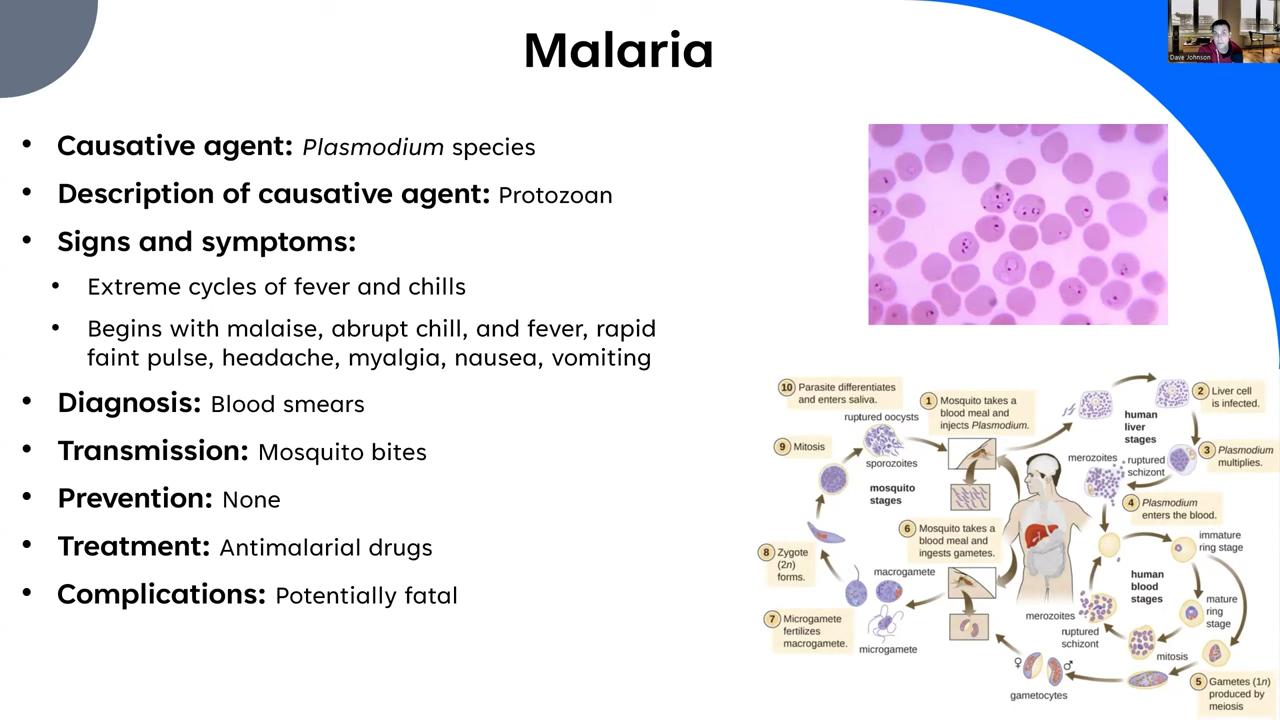 Malaria
Dave Johnson
• Causative agent: Plasmodium species
• Description of causative agent: Protozoan
• Signs and symptoms:
• Extreme cycles of fever and chills
• Begins with malaise, abrupt chill, and fever, rapid
faint pulse, headache, myalgia, nausea, vomiting
• Diagnosis: Blood smears
• Transmission: Mosquito bites
• Prevention: None
• Treatment: Antimalarial drugs
• Complications: Potentially fatal
10 Parasite differentiates
and enters saliva.
ruptured oocysts
1 Mosquito takes a
blood meal and
injects Plasmodium.
human
liver
stages
2 Liver cell
is infected.
9 Mitosis
sporozoites
mosquito
stages
merozoites
ruptured
schizont
3 Plasmodium
multiplies.
4 Plasmodium
enters the blood.
6 Mosquito takes a
blood meal and
ingests gametes.
immature
ring stage
8 Zygote
(2n)
forms.
macrogamete
human
blood
stages
mature
ring
stage
7 Microgamete
fertilizes
macrogamete.
microgamete
merozoites
ruptured
schizont
mitosis
♀
♂
gametocytes
5 Gametes (1n)
produced by
meiosis